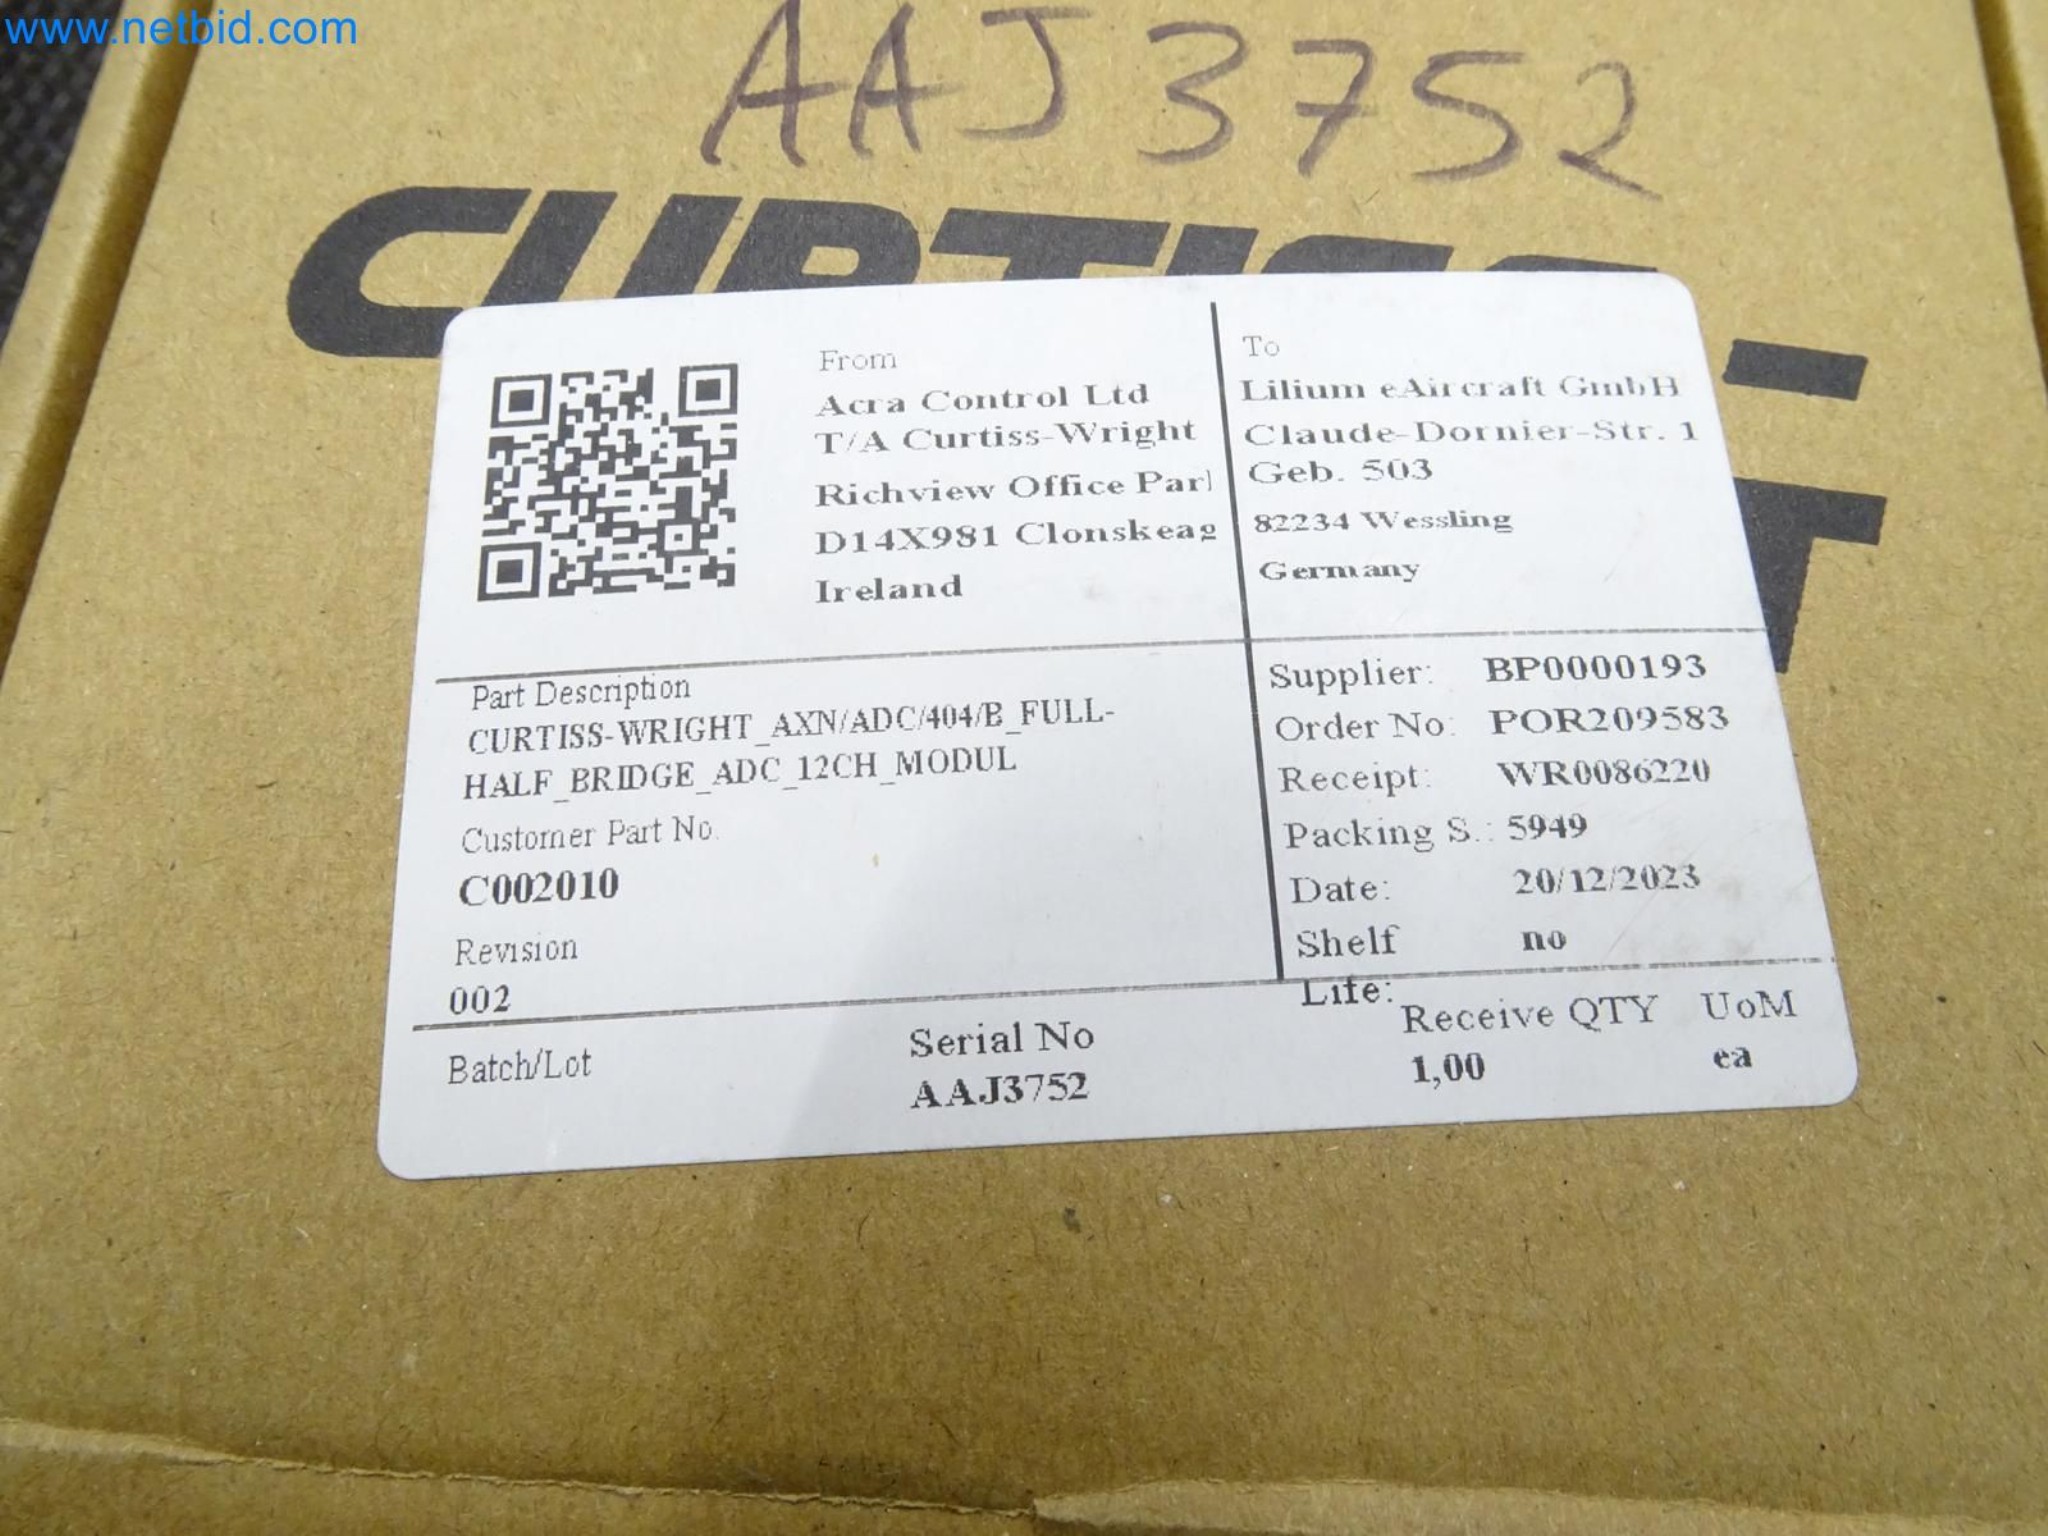 www.netbid.com
AAJ3752
From
Acra Control Ltd
T/A Curtiss-Wright
Richview Office Parl
D14X981 Clonskeag
Ireland
To
Lilium eAircraft GmbH
Claude-Dornier-Str. 1
Geb. 503
82234 Wessling
Germany
Part Description
CURTISS-WRIGHT_AXN/ADC/404/B_FULL-
HALF_BRIDGE_ADC_12CH_MODUL
Customer Part No.
C002010
Revision
002
Supplier: BP0000193
Order No: POR209583
Receipt: WR0086220
Packing S.: 5949
Date: 20/12/2023
Shelf no
Life:
Batch/Lot
Serial No
AAJ3752
Receive QTY UoM
1,00 ea